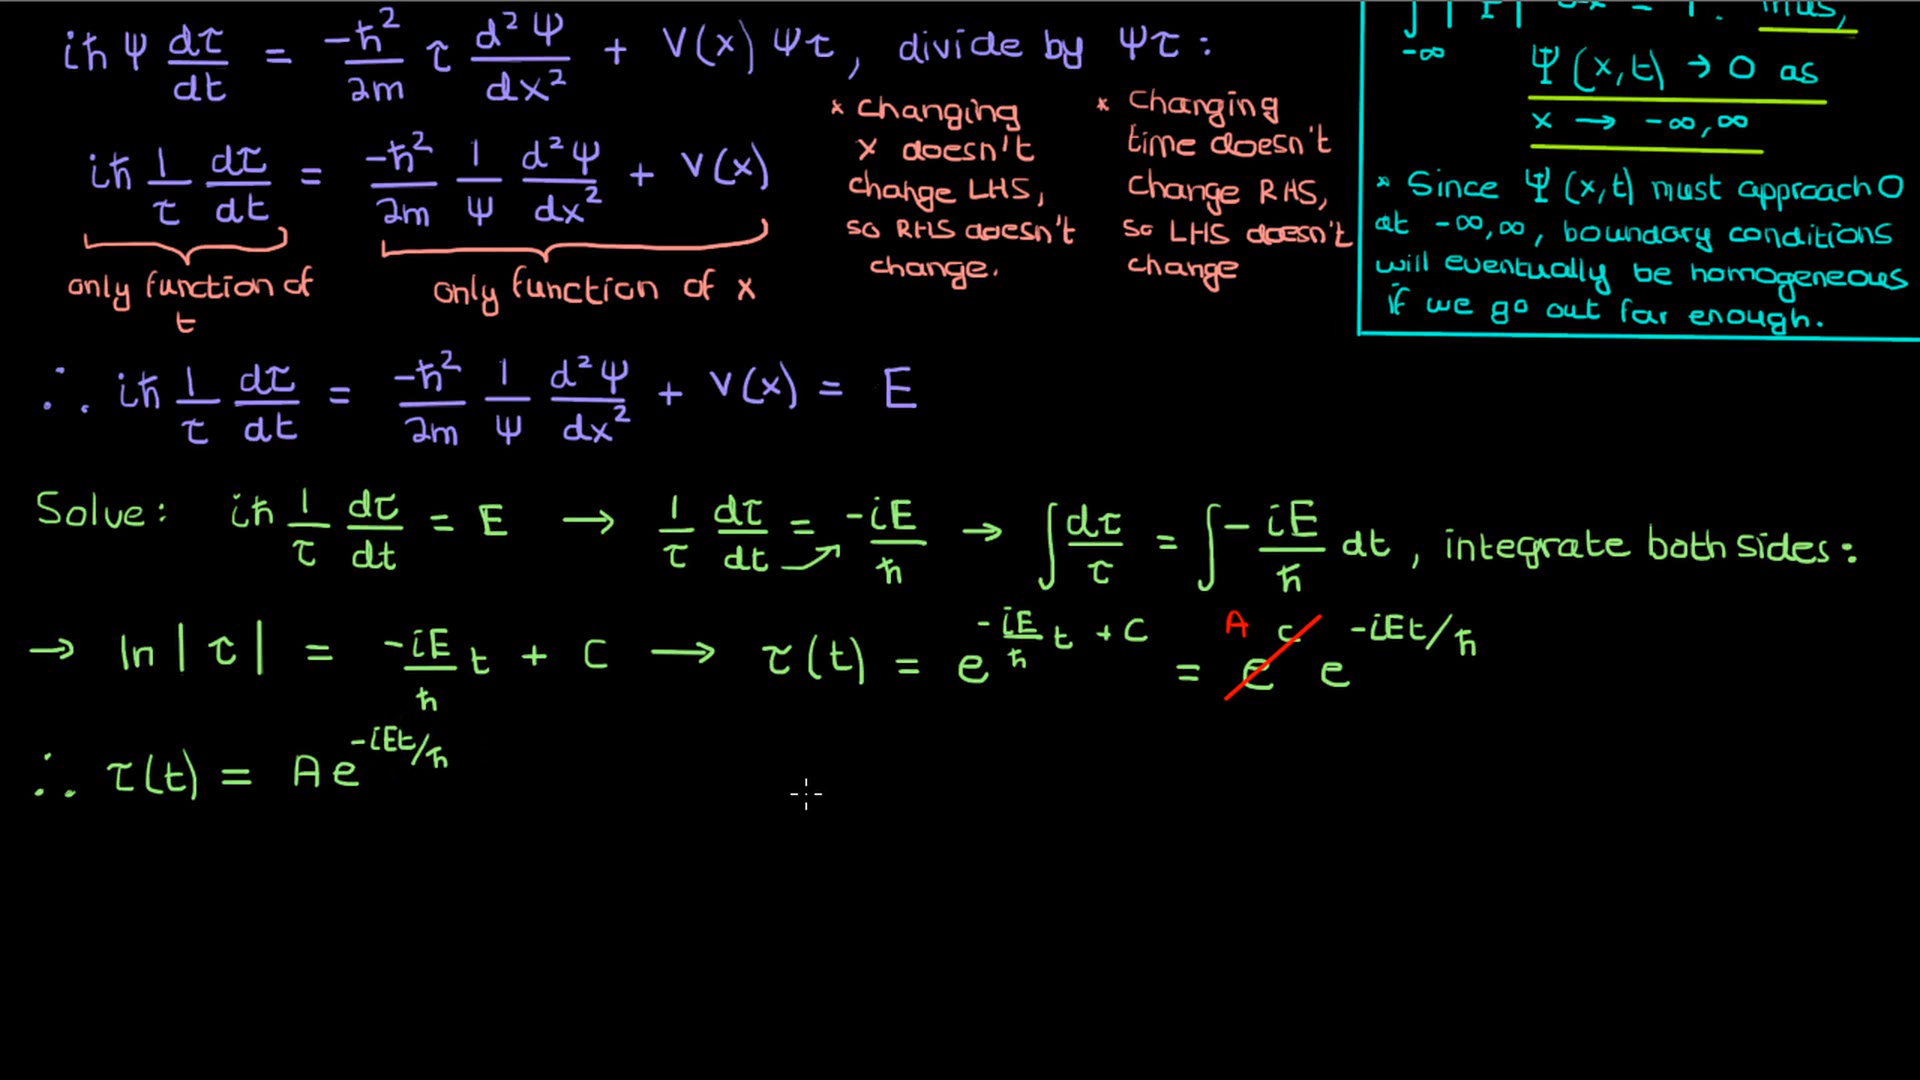 iħ ψ dτ/dt = -ħ²/2m τ d²ψ/dx² + V(x) ψτ, divide by ψτ:
iħ 1/τ dτ/dt = -ħ²/2m 1/ψ d²ψ/dx² + V(x)
only function of
t
only function of x
* Changing
x doesn't
change LHS,
so RHS doesn't
change.
* Changing
time doesn't
change RHS,
so LHS doesn't
change
-∞
Thus,
Ψ(x,t) → 0 as
x → -∞,∞
* Since Ψ(x,t) must approach 0
at -∞,∞, boundary conditions
will eventually be homogeneous
if we go out far enough.
∴ iħ 1/τ dτ/dt = -ħ²/2m 1/ψ d²ψ/dx² + V(x) = E
Solve: iħ 1/τ dτ/dt = E → 1/τ dτ/dt = -iE/ħ → ∫ dτ/τ = ∫ - iE/ħ dt, integrate both sides:
→ ln|τ| = -iE/ħ t + C → τ(t) = e^(-iE/ħ t + C) = A e^c e^(-iEt/ħ)
∴ τ(t) = A e^(-iEt/ħ)